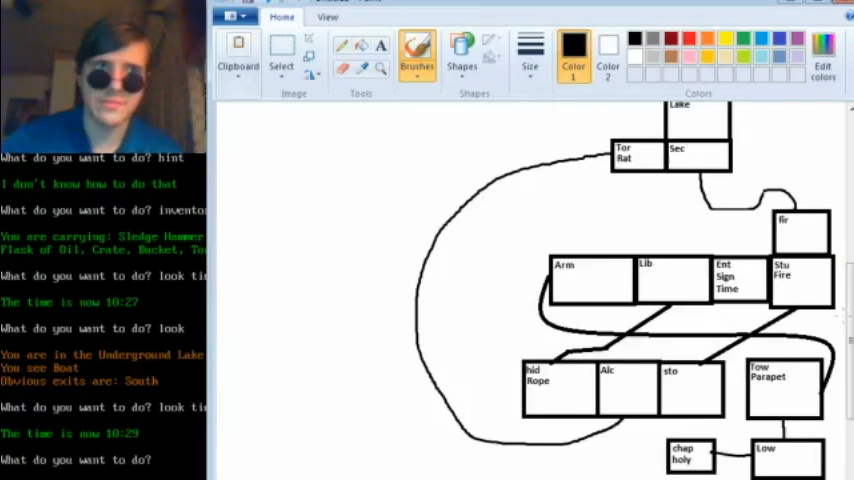 Home
View
Clipboard
Select
Brushes
Shapes
Size
Color
1
Color
2
Edit
colors
Image
Tools
Shapes
Colors
What do you want to do? hint
I don't know how to do that
What do you want to do?
You are carrying: Sledge Hammer
Flask of Oil, Crate, Bucket,
What do you want to do? look
The time is now 10:27
What do you want to do? look
You are in the Underground Lake
You see Boat
Obvious exits are: South
What do you want to do? look
The time is now 10:29
What do you want to do?
Lake
Tor
Rat
Sec
fir
Arm
Lib
Ent
Sign
Time
Stu
Fire
hid
Rope
Alc
sto
Tow
Parapet
chap
holy
Low